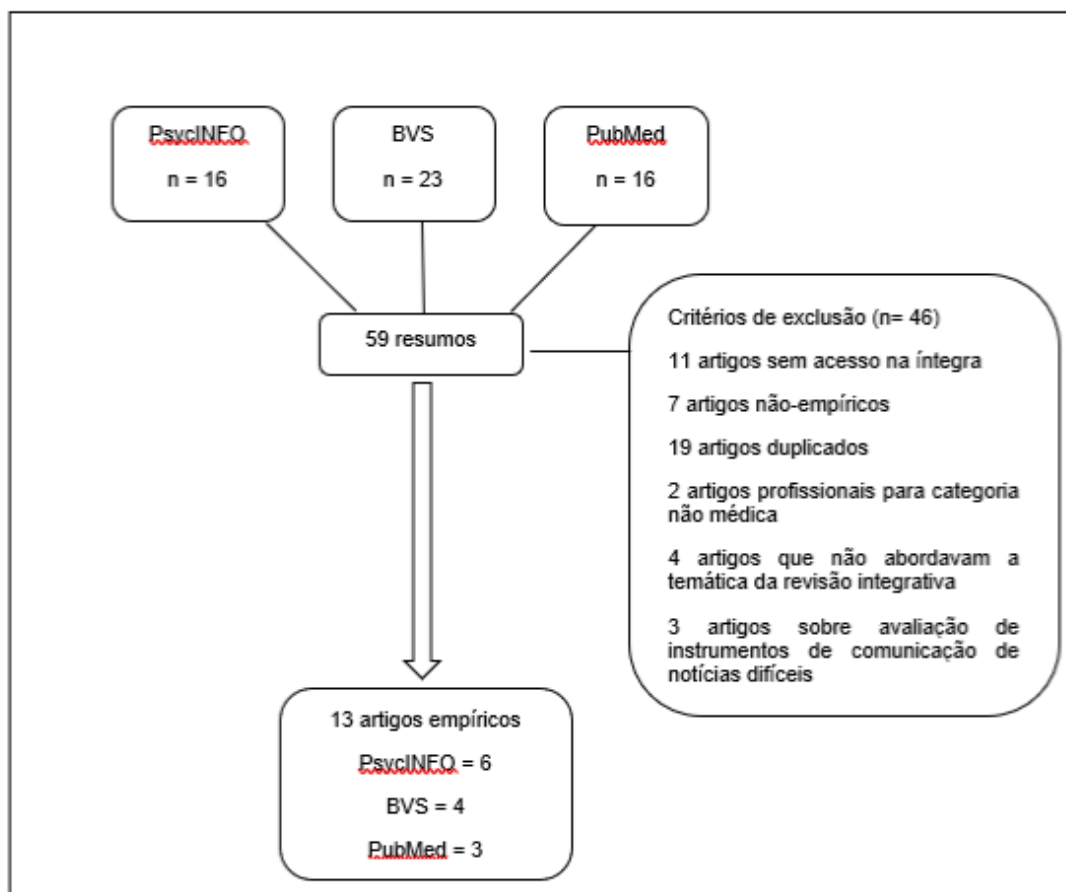 PsycINFO
n = 16
BVS
n = 23
PubMed
n = 16
59 resumos
Critérios de exclusão (n= 46)
11 artigos sem acesso na íntegra
7 artigos não-empíricos
19 artigos duplicados
2 artigos profissionais para categoria
não médica
4 artigos que não abordavam a
temática da revisão integrativa
3 artigos sobre avaliação de
instrumentos de comunicação de
notícias difíceis
13 artigos empíricos
PsycINFO = 6
BVS = 4
PubMed = 3